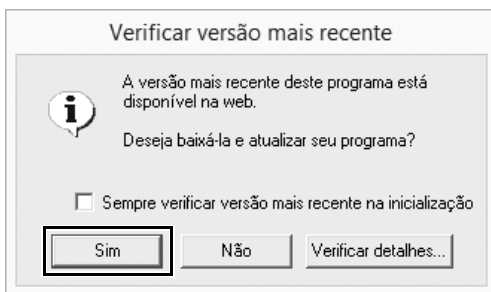 Verificar versão mais recente
A versão mais recente deste programa está
disponível na web.
Deseja baixá-la e atualizar seu programa?
Sempre verificar versão mais recente na inicialização
Sim
Não
Verificar detalhes...